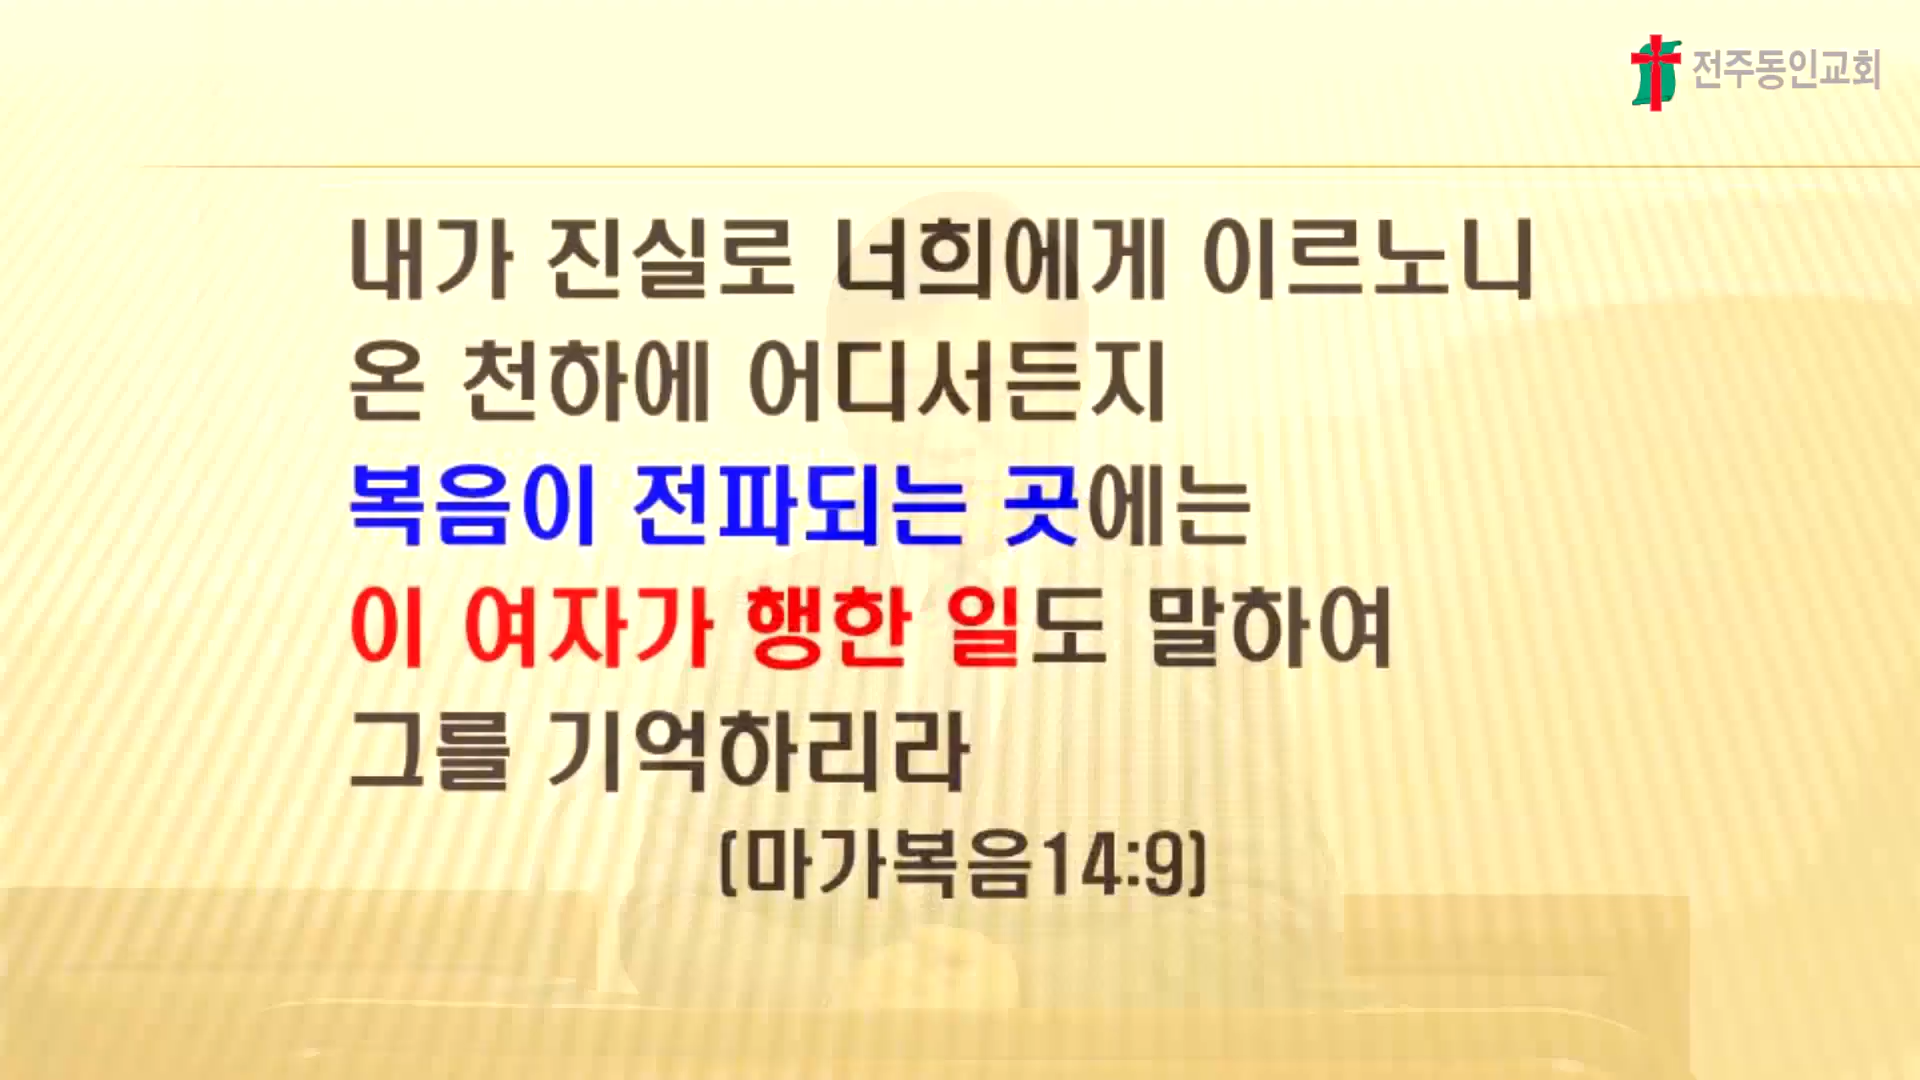 전주동인교회
내가 진실로 너희에게 이르노니
온 천하에 어디서든지
복음이 전파되는 곳에는
이 여자가 행한 일도 말하여
그를 기억하리라
(마가복음14:9)